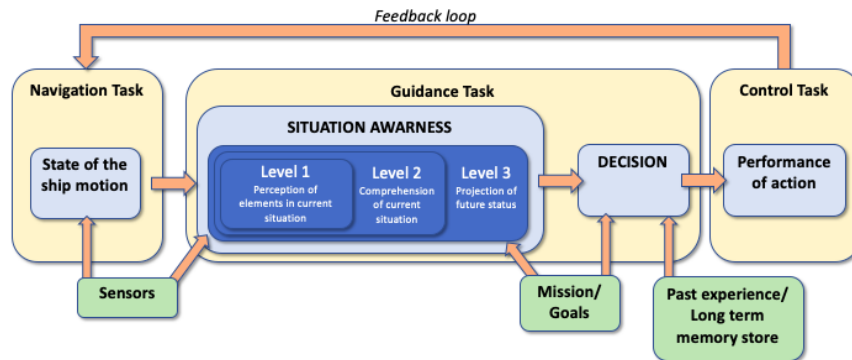 Feedback loop
Navigation Task
Guidance Task
Control Task
SITUATION AWARNESS
State of the
ship motion
Level 1
Perception of
elements in current
situation
Level 2
Comprehension
of current
situation
Level 3
Projection of
future status
DECISION
Performance
of action
Sensors
Mission/
Goals
Past experience/
Long term
memory store